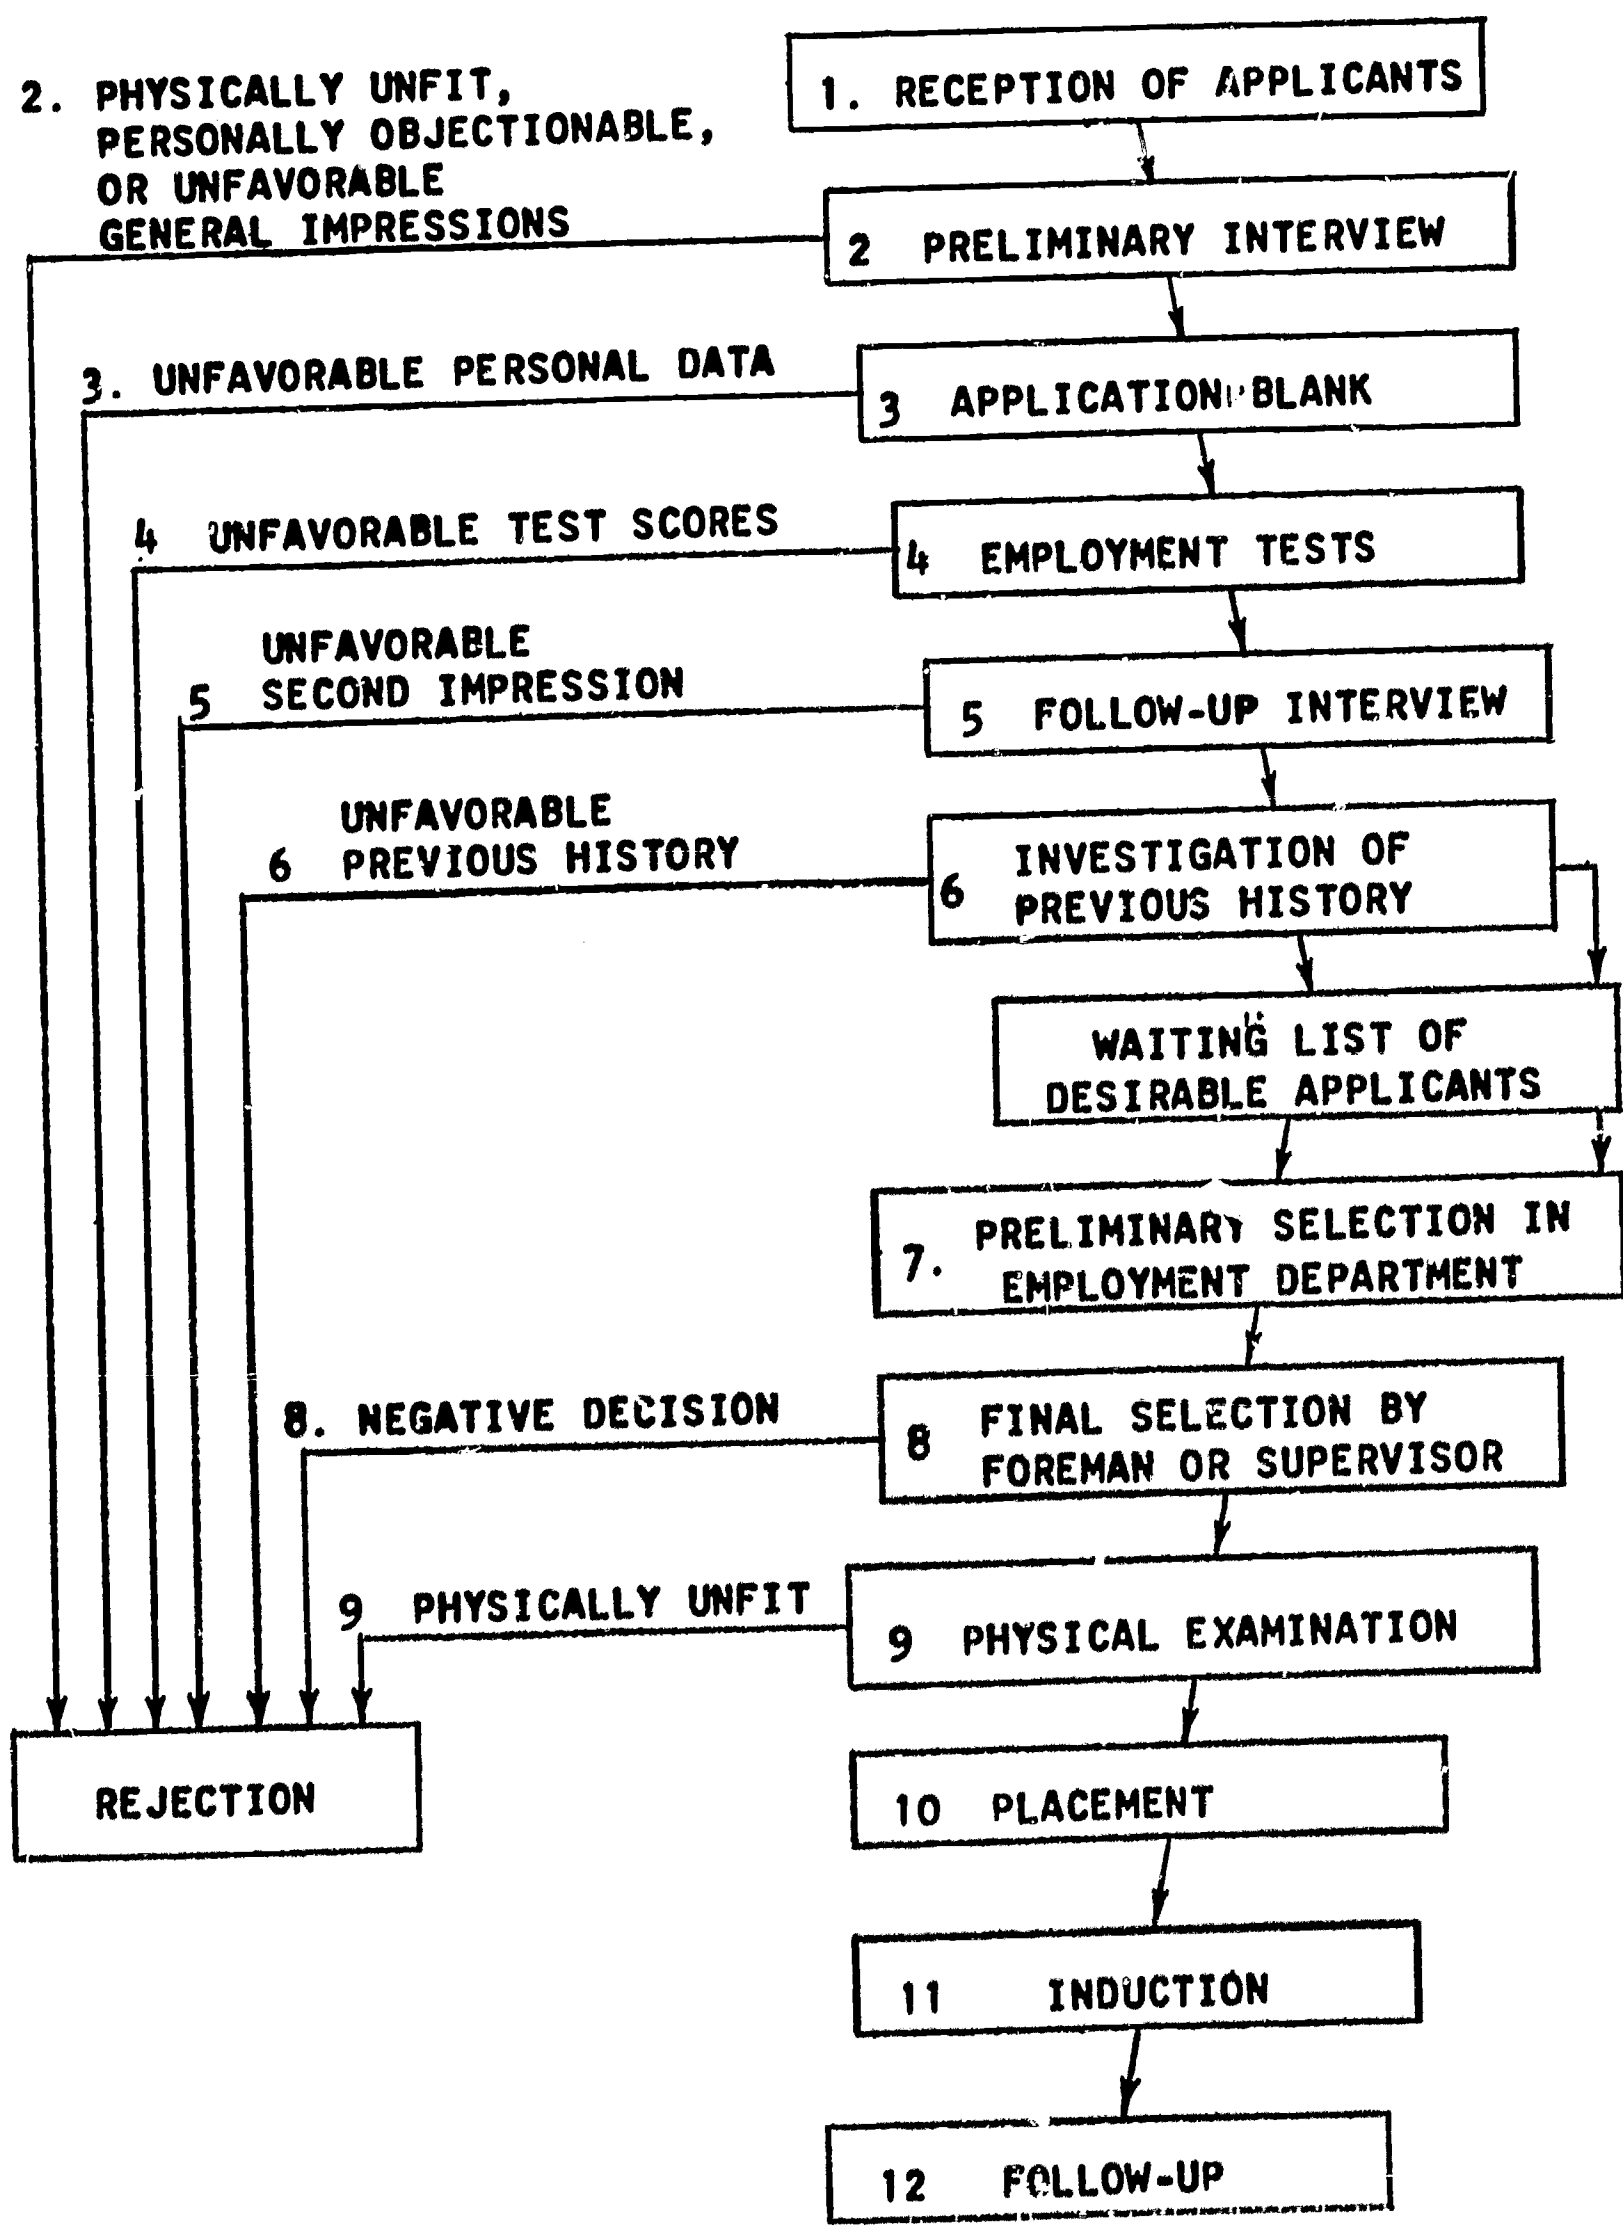 1. RECEPTION OF APPLICANTS
2. PHYSICALLY UNFIT,
PERSONALLY OBJECTIONABLE,
OR UNFAVORABLE
GENERAL IMPRESSIONS
2 PRELIMINARY INTERVIEW
3. UNFAVORABLE PERSONAL DATA
3 APPLICATION BLANK
4 UNFAVORABLE TEST SCORES
4 EMPLOYMENT TESTS
UNFAVORABLE
5 SECOND IMPRESSION
5 FOLLOW-UP INTERVIEW
UNFAVORABLE
6 PREVIOUS HISTORY
INVESTIGATION OF
6 PREVIOUS HISTORY
WAITING LIST OF
DESIRABLE APPLICANTS
PRELIMINARY SELECTION IN
7. EMPLOYMENT DEPARTMENT
8. NEGATIVE DECISION
FINAL SELECTION BY
8 FOREMAN OR SUPERVISOR
9 PHYSICALLY UNFIT
9 PHYSICAL EXAMINATION
REJECTION
10 PLACEMENT
11 INDUCTION
12 FOLLOW-UP